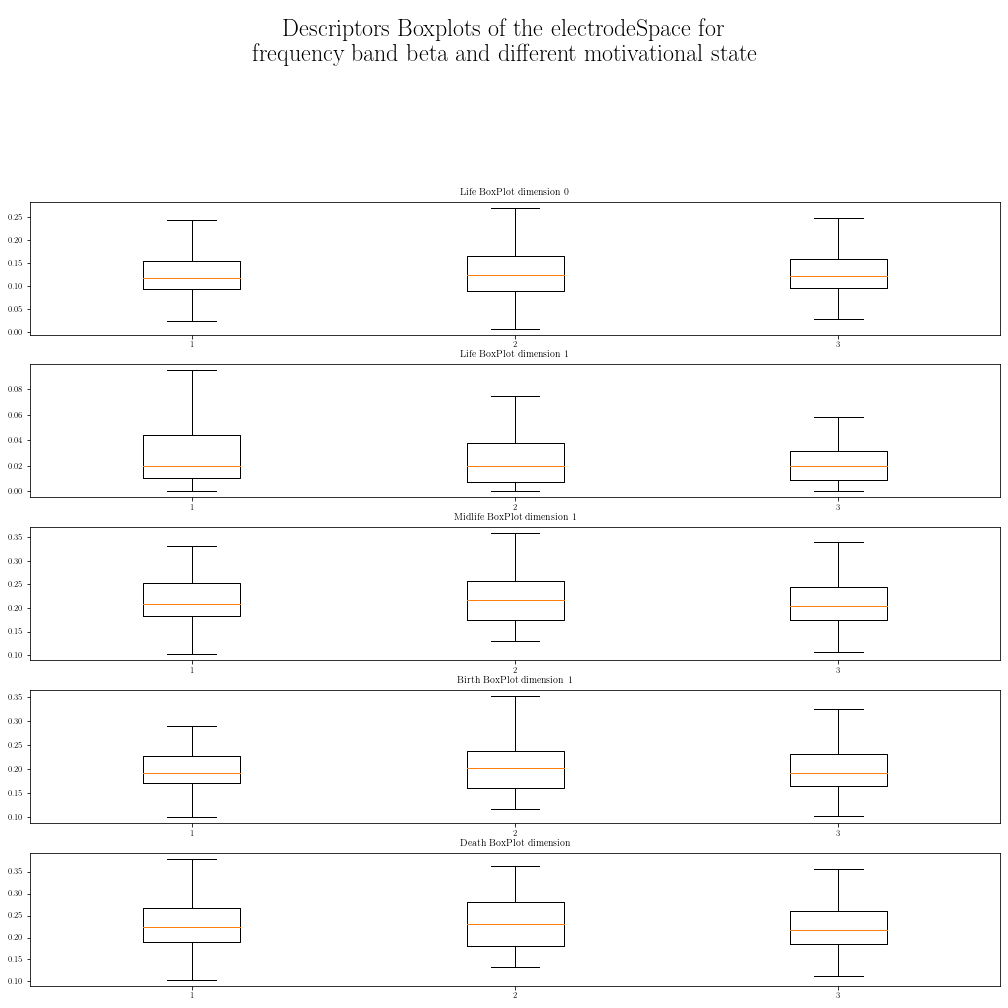 Descriptors Boxplots of the electrodeSpace for
frequency band beta and different motivational state
Life BoxPlot dimension 0
0.25
0.20
0.15
0.10
0.05
0.00
1 2 3
Life BoxPlot dimension 1
0.08
0.06
0.04
0.02
0.00
1 2 3
Midlife BoxPlot dimension 1
0.35
0.30
0.25
0.20
0.15
0.10
1 2 3
Birth BoxPlot dimension 1
0.35
0.30
0.25
0.20
0.15
0.10
1 2 3
Death BoxPlot dimension
0.35
0.30
0.25
0.20
0.15
0.10
1 2 3